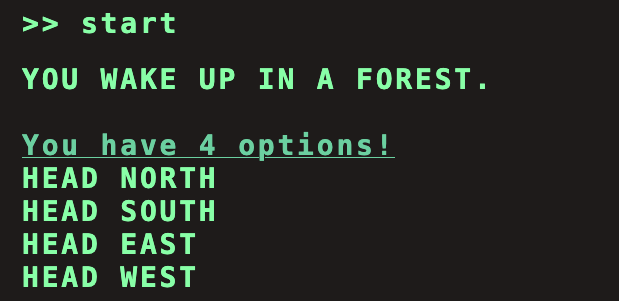 >> start
YOU WAKE UP IN A FOREST.
You have 4 options!
HEAD NORTH
HEAD SOUTH
HEAD EAST
HEAD WEST